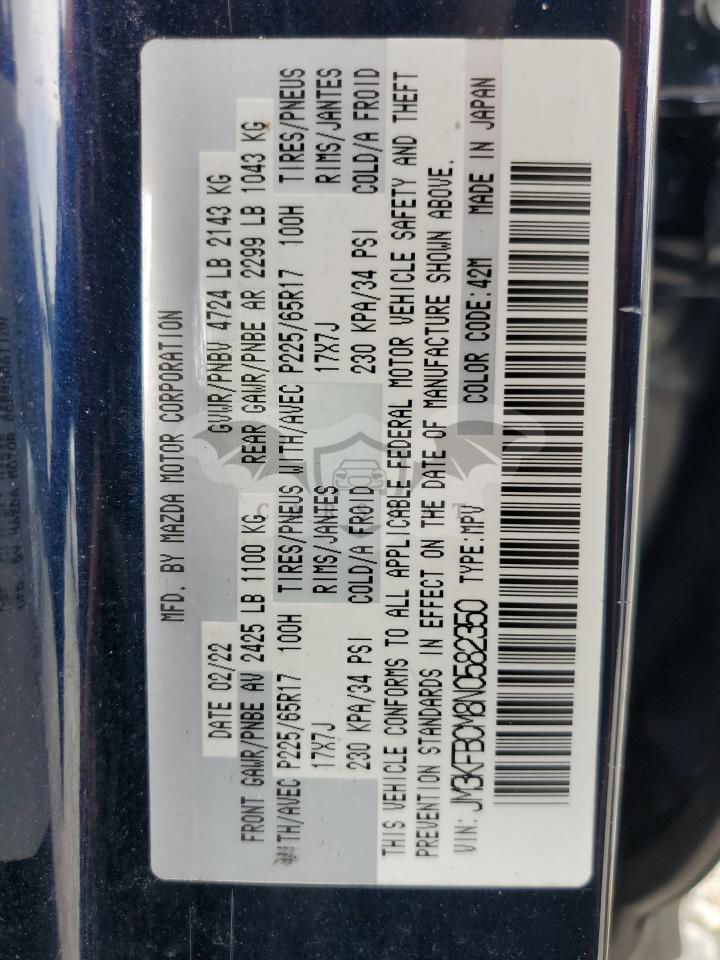 MFD. BY MAZDA MOTOR CORPORATION
DATE 02/22 GVWR/PNBV 4724 LB 2143 KG
FRONT GAWR/PNBE AV 2425 LB 1100 KG REAR GAWR/PNBE AR 2299 LB 1043 KG
WITH/AVEC P225/65R17 100H TIRES/PNEUS WITH/AVEC P225/65R17 100H TIRES/PNEUS
17X7J RIMS/JANTES 17X7J RIMS/JANTES
230 KPA/34 PSI COLD/A FROID 230 KPA/34 PSI COLD/A FROID
THIS VEHICLE CONFORMS TO ALL APPLICABLE FEDERAL MOTOR VEHICLE SAFETY AND THEFT
PREVENTION STANDARDS IN EFFECT ON THE DATE OF MANUFACTURE SHOWN ABOVE.
VIN: JM3KFBCM8N0582350 TYPE:MPV COLOR CODE:42M MADE IN JAPAN